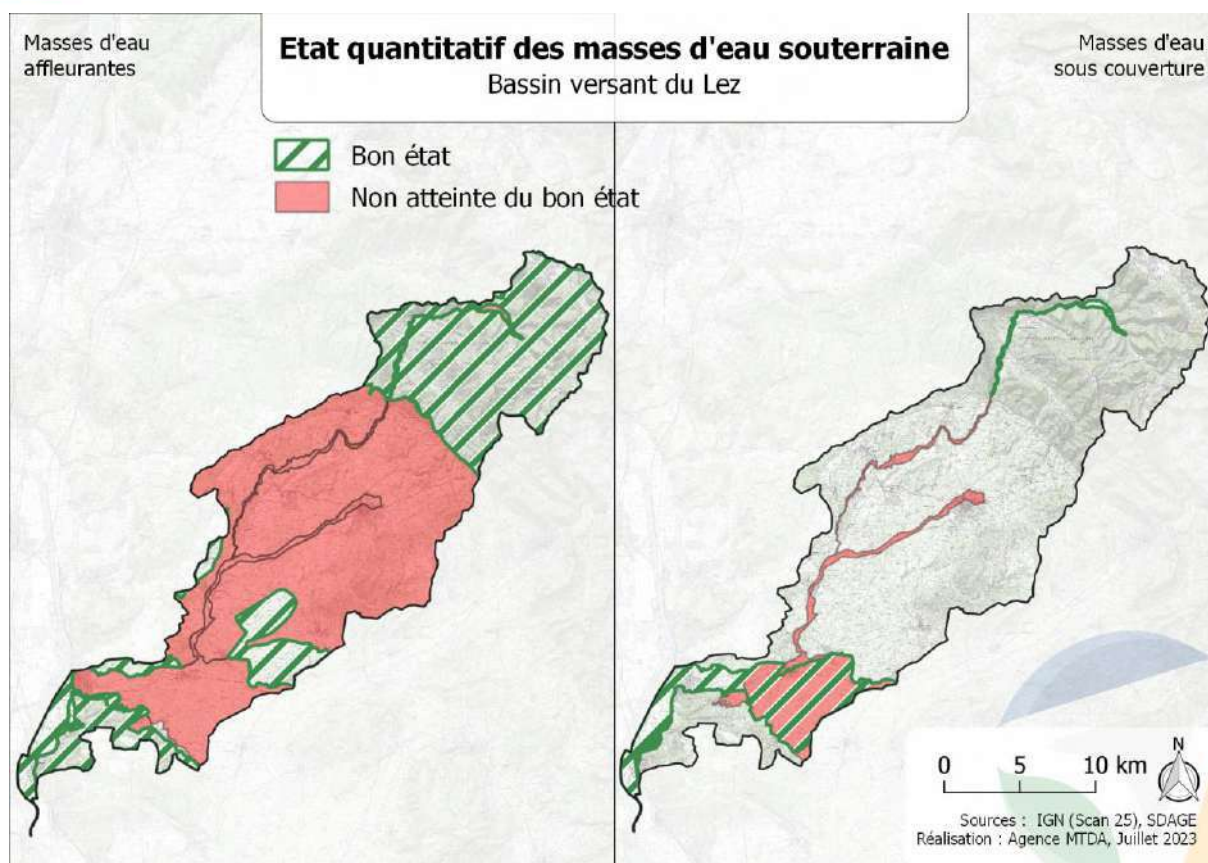 Masses d'eau
affleurantes
Etat quantitatif des masses d'eau souterraine
Bassin versant du Lez
Masses d'eau
sous couverture
Bon état
Non atteinte du bon état
0 5 10 km
N
Sources : IGN (Scan 25), SDAGE
Réalisation : Agence MTDA, Juillet 2023